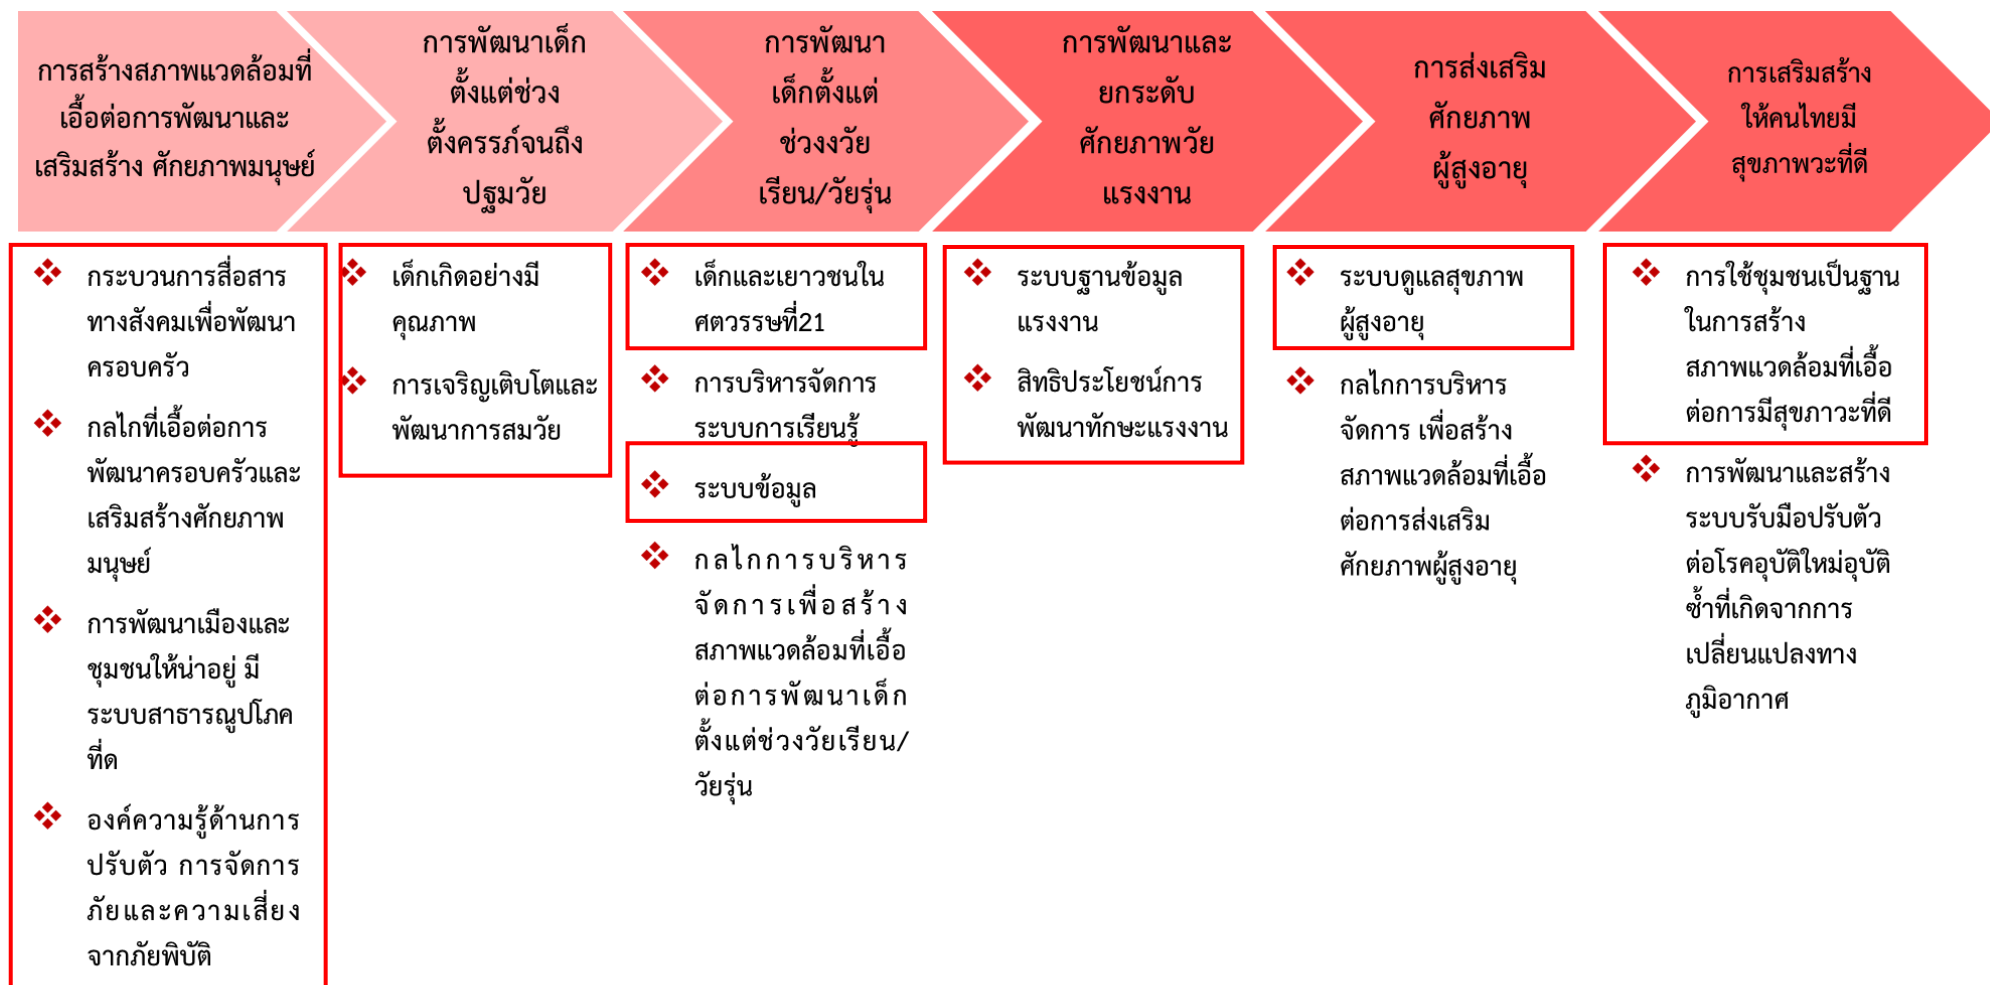 การสร้างสภาพแวดล้อมที่
เอื้อต่อการพัฒนาและ
เสริมสร้าง ศักยภาพมนุษย์
การพัฒนาเด็ก
ตั้งแต่ช่วง
ตั้งครรภ์จนถึง
ปฐมวัย
การพัฒนา
เด็กตั้งแต่
ช่วงงวัย
เรียน/วัยรุ่น
การพัฒนาและ
ยกระดับ
ศักยภาพวัย
แรงงาน
การส่งเสริม
ศักยภาพ
ผู้สูงอายุ
การเสริมสร้าง
ให้คนไทยมี
สุขภาพวะที่ดี
กระบวนการสื่อสาร
ทางสังคมเพื่อพัฒนา
ครอบครัว
กลไกที่เอื้อต่อการ
พัฒนาครอบครัวและ
เสริมสร้างศักยภาพ
มนุษย์
การพัฒนาเมืองและ
ชุมชนให้น่าอยู่ มี
ระบบสาธารณูปโภค
ที่ด
องค์ความรู้ด้านการ
ปรับตัว การจัดการ
ภัยและความเสี่ยง
จากภัยพิบัติ
เด็กเกิดอย่างมี
คุณภาพ
การเจริญเติบโตและ
พัฒนาการสมวัย
เด็กและเยาวชนใน
ศตวรรษที่21
การบริหารจัดการ
ระบบการเรียนรู้
ระบบข้อมูล
กลไกการบริหาร
จัดการเพื่อสร้าง
สภาพแวดล้อมที่เอื้อ
ต่อการพัฒนาเด็ก
ตั้งแต่ช่วงวัยเรียน/
วัยรุ่น
ระบบฐานข้อมูล
แรงงาน
สิทธิประโยชน์การ
พัฒนาทักษะแรงงาน
ระบบดูแลสุขภาพ
ผู้สูงอายุ
กลไกการบริหาร
จัดการ เพื่อสร้าง
สภาพแวดล้อมที่เอื้อ
ต่อการส่งเสริม
ศักยภาพผู้สูงอายุ
การใช้ชุมชนเป็นฐาน
ในการสร้าง
สภาพแวดล้อมที่เอื้อ
ต่อการมีสุขภาวะที่ดี
การพัฒนาและสร้าง
ระบบรับมือปรับตัว
ต่อโรคอุบัติใหม่อุบัติ
ซ้ำที่เกิดจากการ
เปลี่ยนแปลงทาง
ภูมิอากาศ